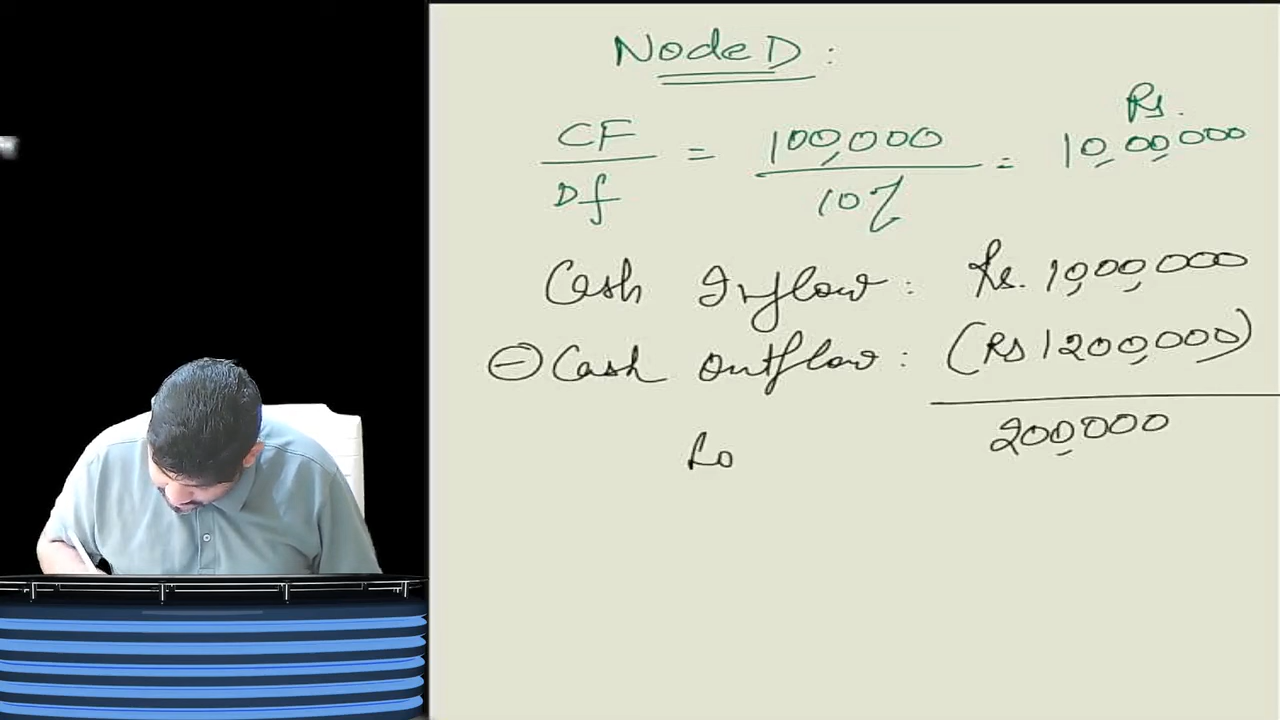 Node D :
CF / Df = 100,000 / 10% = Rs. 10,00,000
Cash Inflow : Rs. 10,00,000
⊖ Cash outflow : (Rs 1200,000)
200,000
Lo